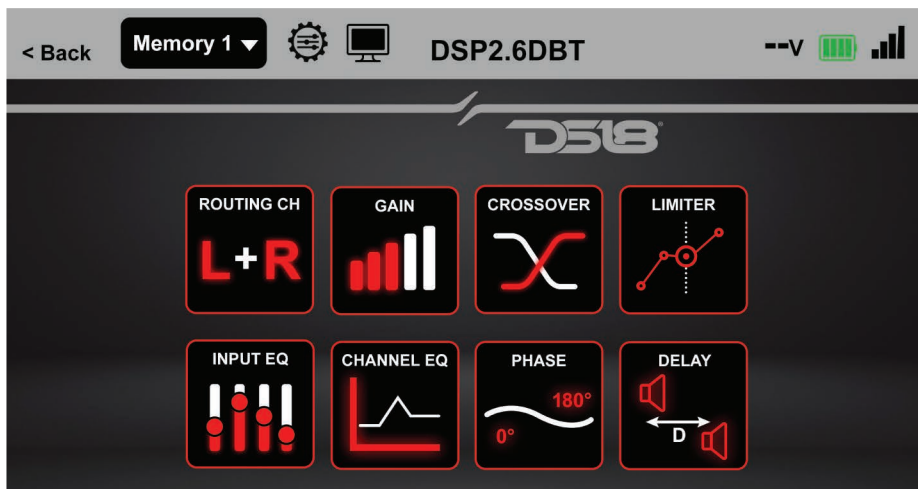 < Back
Memory 1
DSP2.6DBT
--V
DS18
ROUTING CH
L+R
GAIN
CROSSOVER
LIMITER
INPUT EQ
CHANNEL EQ
PHASE
180°
0°
DELAY
D